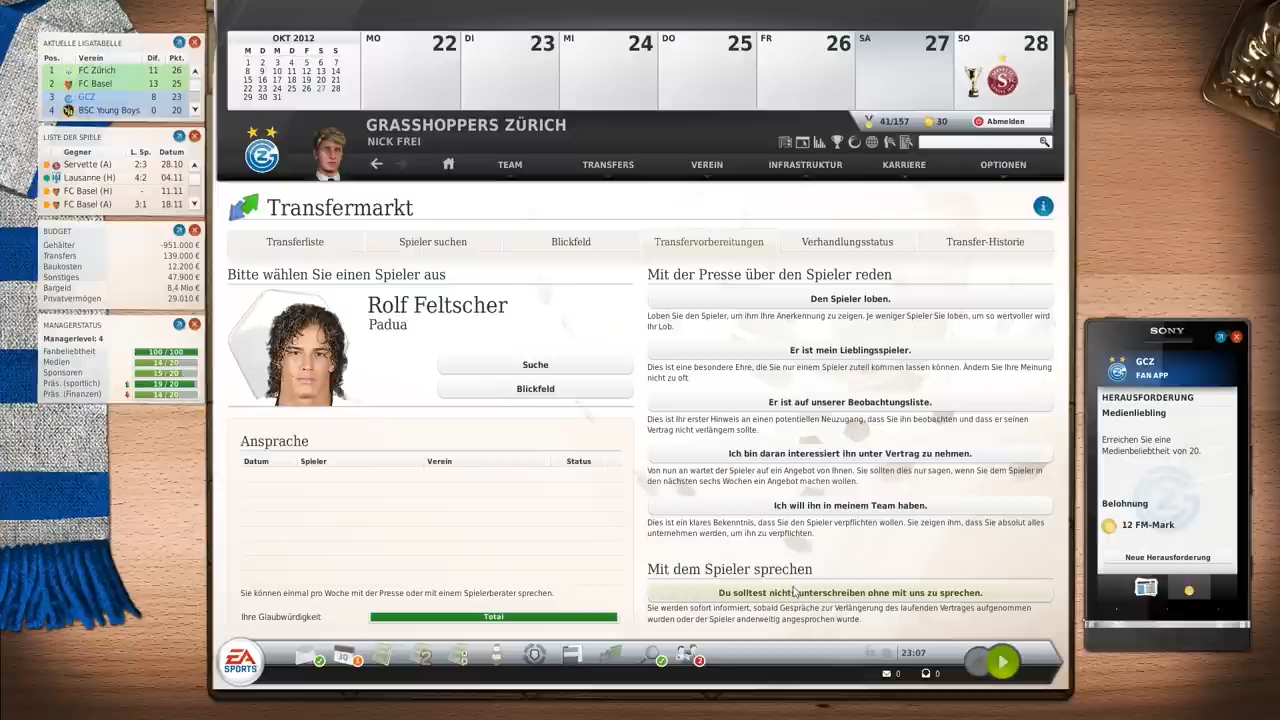 AKTUELLE LIGATABELLE
Pos. Verein Dif. Pkt.
1 FC Zürich 11 26
2 FC Basel 13 25
3 GCZ 8 23
4 BSC Young Boys 0 20
LISTE DER SPIELE
Gegner L. Sp. Datum
Servette (A) 2:3 28.10
Lausanne (H) 4:2 04.11
FC Basel (H) - 11.11
FC Basel (A) 3:1 18.11
BUDGET
Gehälter -951.000 €
Transfers 139.000 €
Baukosten 12.200 €
Sonstiges 47.900 €
Bargeld 8,4 Mio €
Privatvermögen 29.010 €
MANAGERSTATUS
Managerlevel: 4
Fanbeliebtheit 100 / 100
Medien 14 / 20
Sponsoren 15 / 20
Präs. (sportlich) 19 / 20
Präs. (Finanzen) 14 / 20
OKT 2012
M D M D F S S
1 2 3 4 5 6 7
8 9 10 11 12 13 14
15 16 17 18 19 20 21
22 23 24 25 26 27 28
29 30 31
MO 22
DI 23
MI 24
DO 25
FR 26
SA 27
SO 28
GRASSHOPPERS ZÜRICH
NICK FREI
41/157 30 Abmelden
TEAM TRANSFERS VEREIN INFRASTRUKTUR KARRIERE OPTIONEN
Transfermarkt
Transferliste Spieler suchen Blickfeld Transfervorbereitungen Verhandlungsstatus Transfer-Historie
Bitte wählen Sie einen Spieler aus
Rolf Feltscher
Padua
Suche
Blickfeld
Ansprache
Datum Spieler Verein Status
Sie können einmal pro Woche mit der Presse oder mit einem Spielerberater sprechen.
Ihre Glaubwürdigkeit Total
Mit der Presse über den Spieler reden
Den Spieler loben.
Loben Sie den Spieler, um ihm Ihre Anerkennung zu zeigen. Je weniger Spieler Sie loben, um so wertvoller wird
Ihr Lob.
Er ist mein Lieblingsspieler.
Dies ist eine besondere Ehre, die Sie nur einem Spieler zuteil kommen lassen können. Ändern Sie Ihre Meinung
nicht zu oft.
Er ist auf unserer Beobachtungsliste.
Dies ist Ihr erster Hinweis an einen potentiellen Neuzugang, dass Sie ihn beobachten und dass er seinen
Vertrag nicht verlängern sollte.
Ich bin daran interessiert ihn unter Vertrag zu nehmen.
Von nun an wartet der Spieler auf ein Angebot von Ihnen. Sie sollten dies nur sagen, wenn Sie dem Spieler in
den nächsten sechs Wochen ein Angebot machen wollen.
Ich will ihn in meinem Team haben.
Dies ist ein klares Bekenntnis, dass Sie den Spieler verpflichten wollen. Sie zeigen ihm, dass Sie absolut alles
unternehmen werden, um ihn zu verpflichten.
Mit dem Spieler sprechen
Du solltest nichts unterschreiben ohne mit uns zu sprechen.
Sie werden sofort informiert, sobald Gespräche zur Verlängerung des laufenden Vertrages aufgenommen
wurden oder der Spieler anderweitig angesprochen wurde.
EA
SPORTS
30 1
2
2
23:07
0 0
SONY
GCZ
FAN APP
HERAUSFORDERUNG
Medienliebling
Erreichen Sie eine
Medienbeliebtheit von 20.
Belohnung
12 FM-Mark
Neue Herausforderung